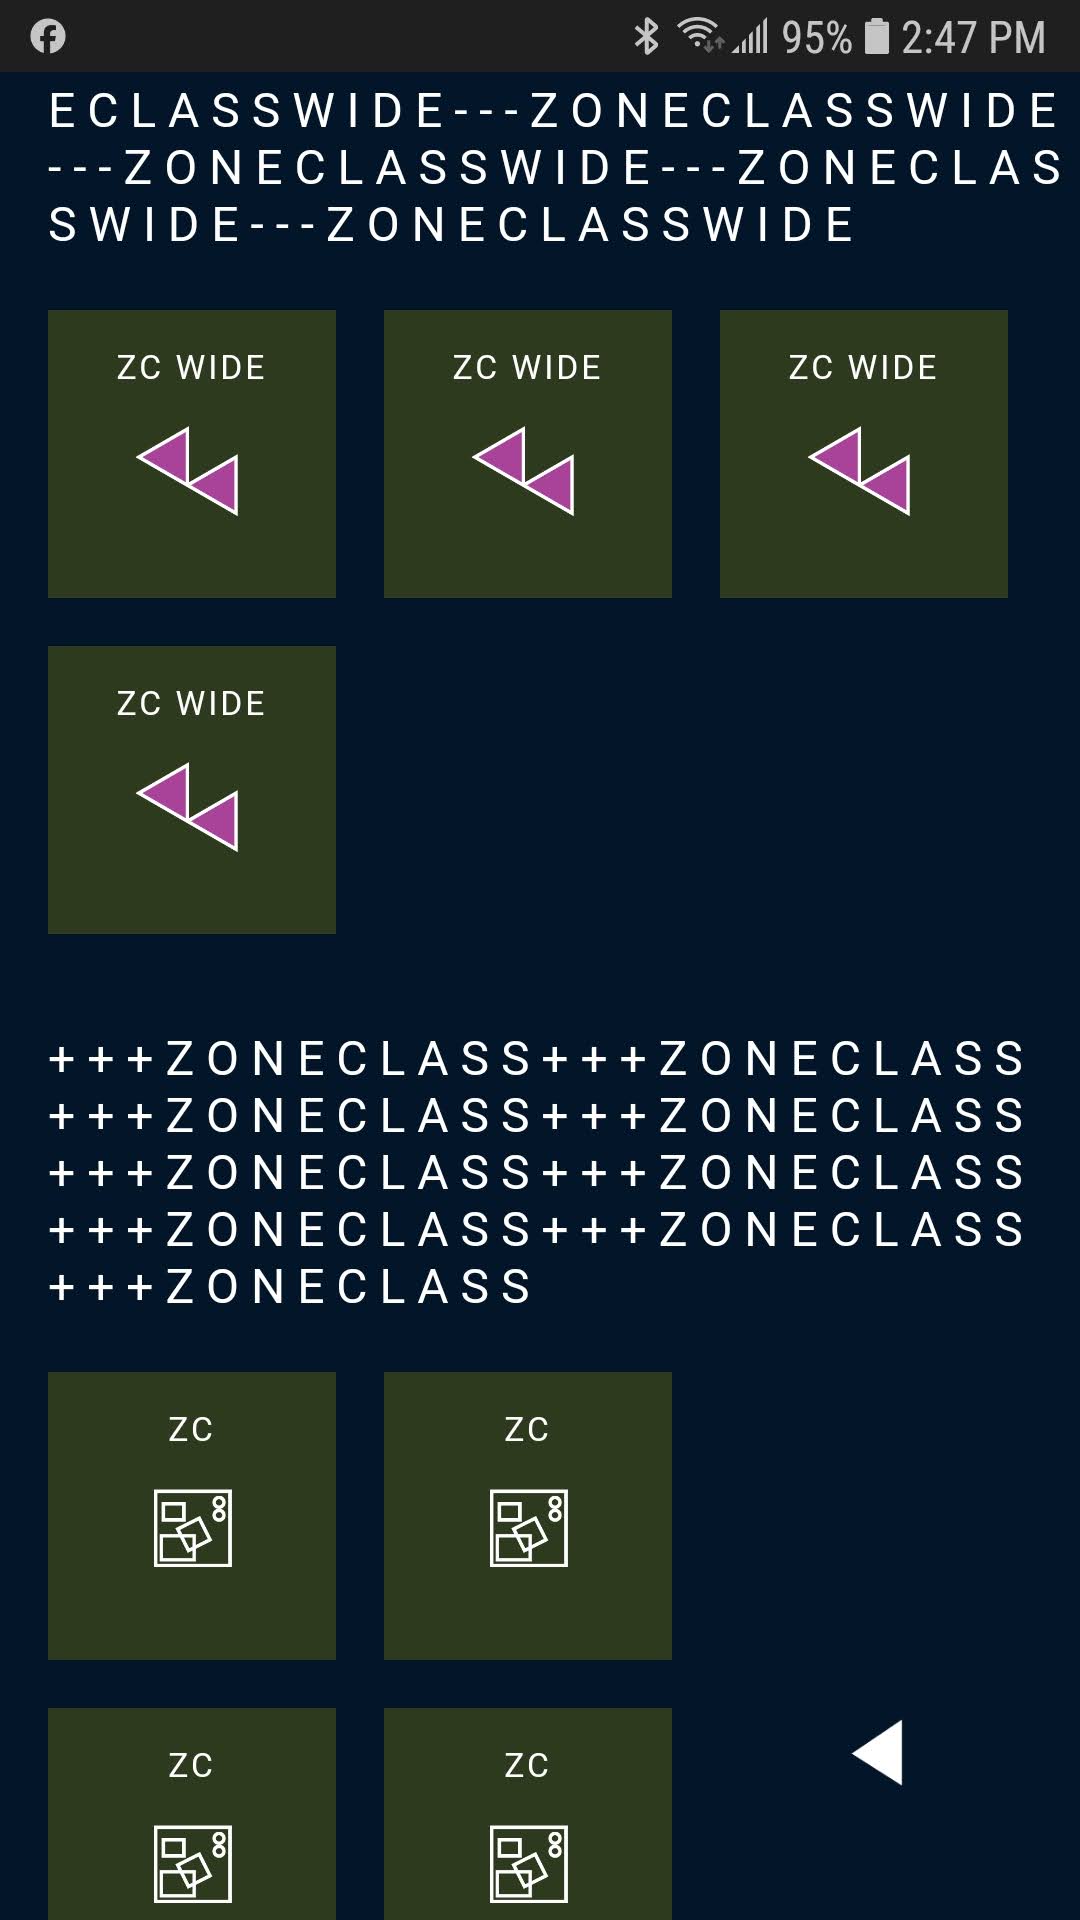 95% 2:47 PM
ECLASSWIDE---ZONECLASSWIDE
---ZONECLASSWIDE---ZONECLAS
SWIDE---ZONECLASSWIDE
ZC WIDE ZC WIDE ZC WIDE
ZC WIDE
+++ZONECLASS+++ZONECLASS
+++ZONECLASS+++ZONECLASS
+++ZONECLASS+++ZONECLASS
+++ZONECLASS+++ZONECLASS
+++ZONECLASS
ZC ZC
ZC ZC